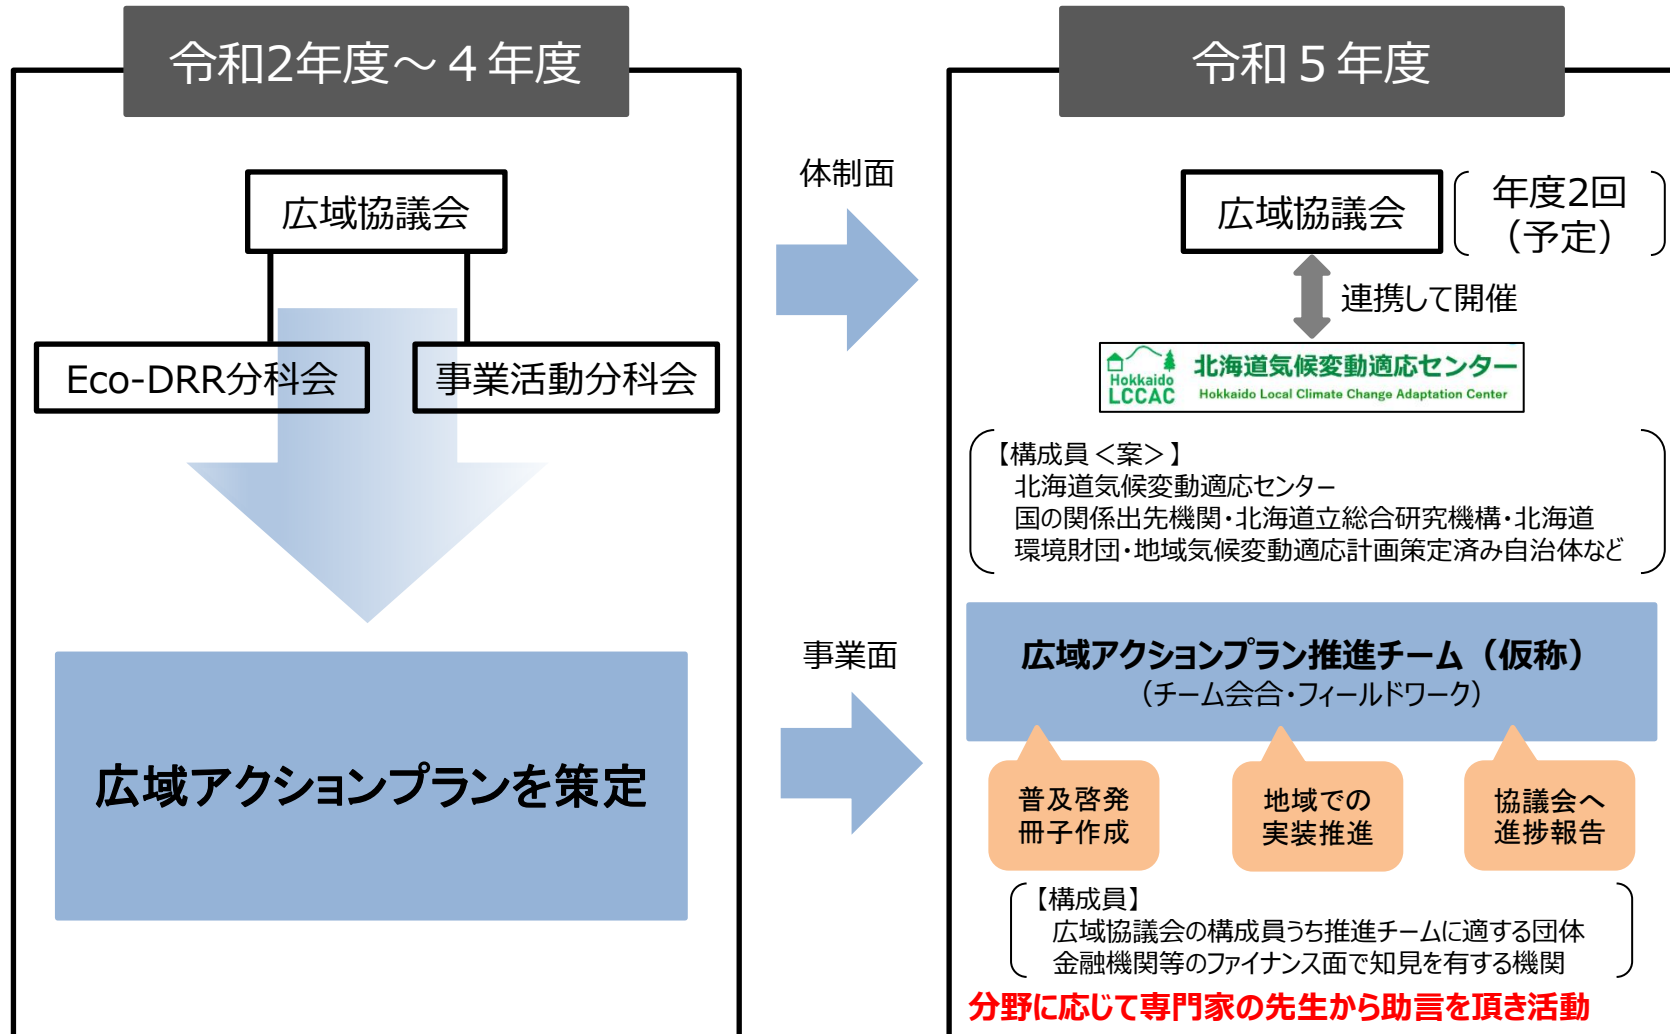 令和2年度～４年度
広域協議会
Eco-DRR分科会
事業活動分科会
広域アクションプランを策定
体制面
事業面
令和５年度
広域協議会
年度2回
（予定）
連携して開催
Hokkaido
LCCAC
北海道気候変動適応センター
Hokkaido Local Climate Change Adaptation Center
【構成員＜案＞】
北海道気候変動適応センター
国の関係出先機関・北海道立総合研究機構・北海道
環境財団・地域気候変動適応計画策定済み自治体など
広域アクションプラン推進チーム（仮称）
（チーム会合・フィールドワーク）
普及啓発
冊子作成
地域での
実装推進
協議会へ
進捗報告
【構成員】
広域協議会の構成員うち推進チームに適する団体
金融機関等のファイナンス面で知見を有する機関
分野に応じて専門家の先生から助言を頂き活動